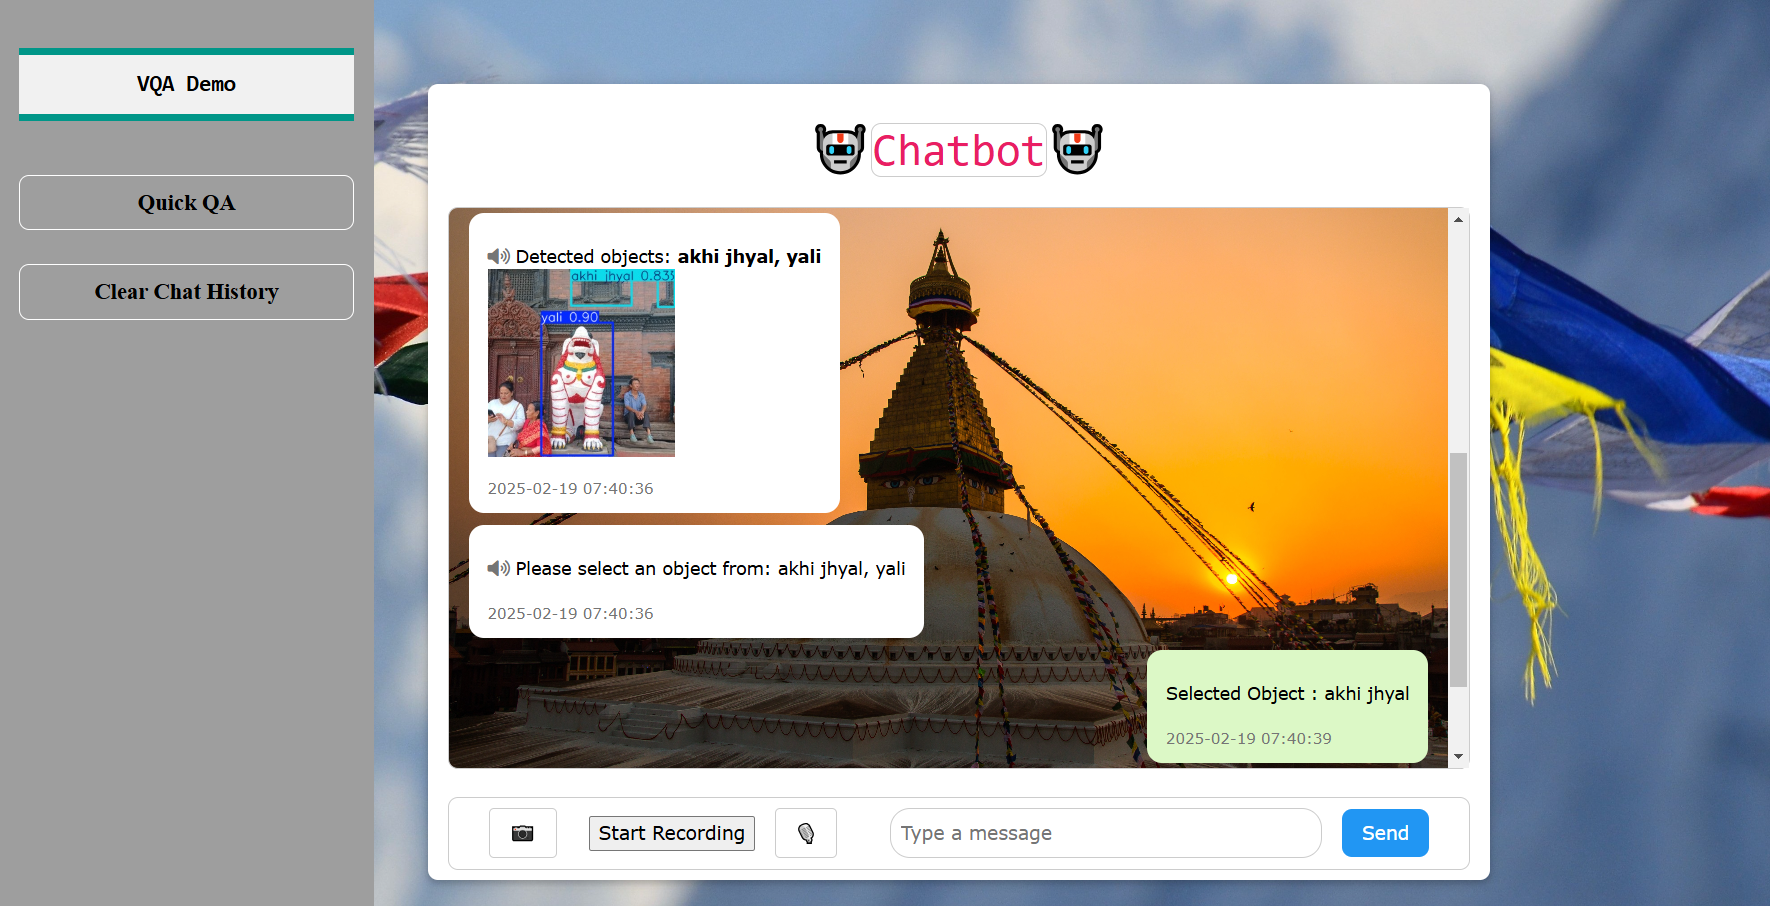 VQA Demo
Quick QA
Clear Chat History
Chatbot
Detected objects: akhi jhyal, yali
akhi jhyal 0.835
yali 0.90
2025-02-19 07:40:36
Please select an object from: akhi jhyal, yali
2025-02-19 07:40:36
Selected Object : akhi jhyal
2025-02-19 07:40:39
Start Recording
Type a message
Send